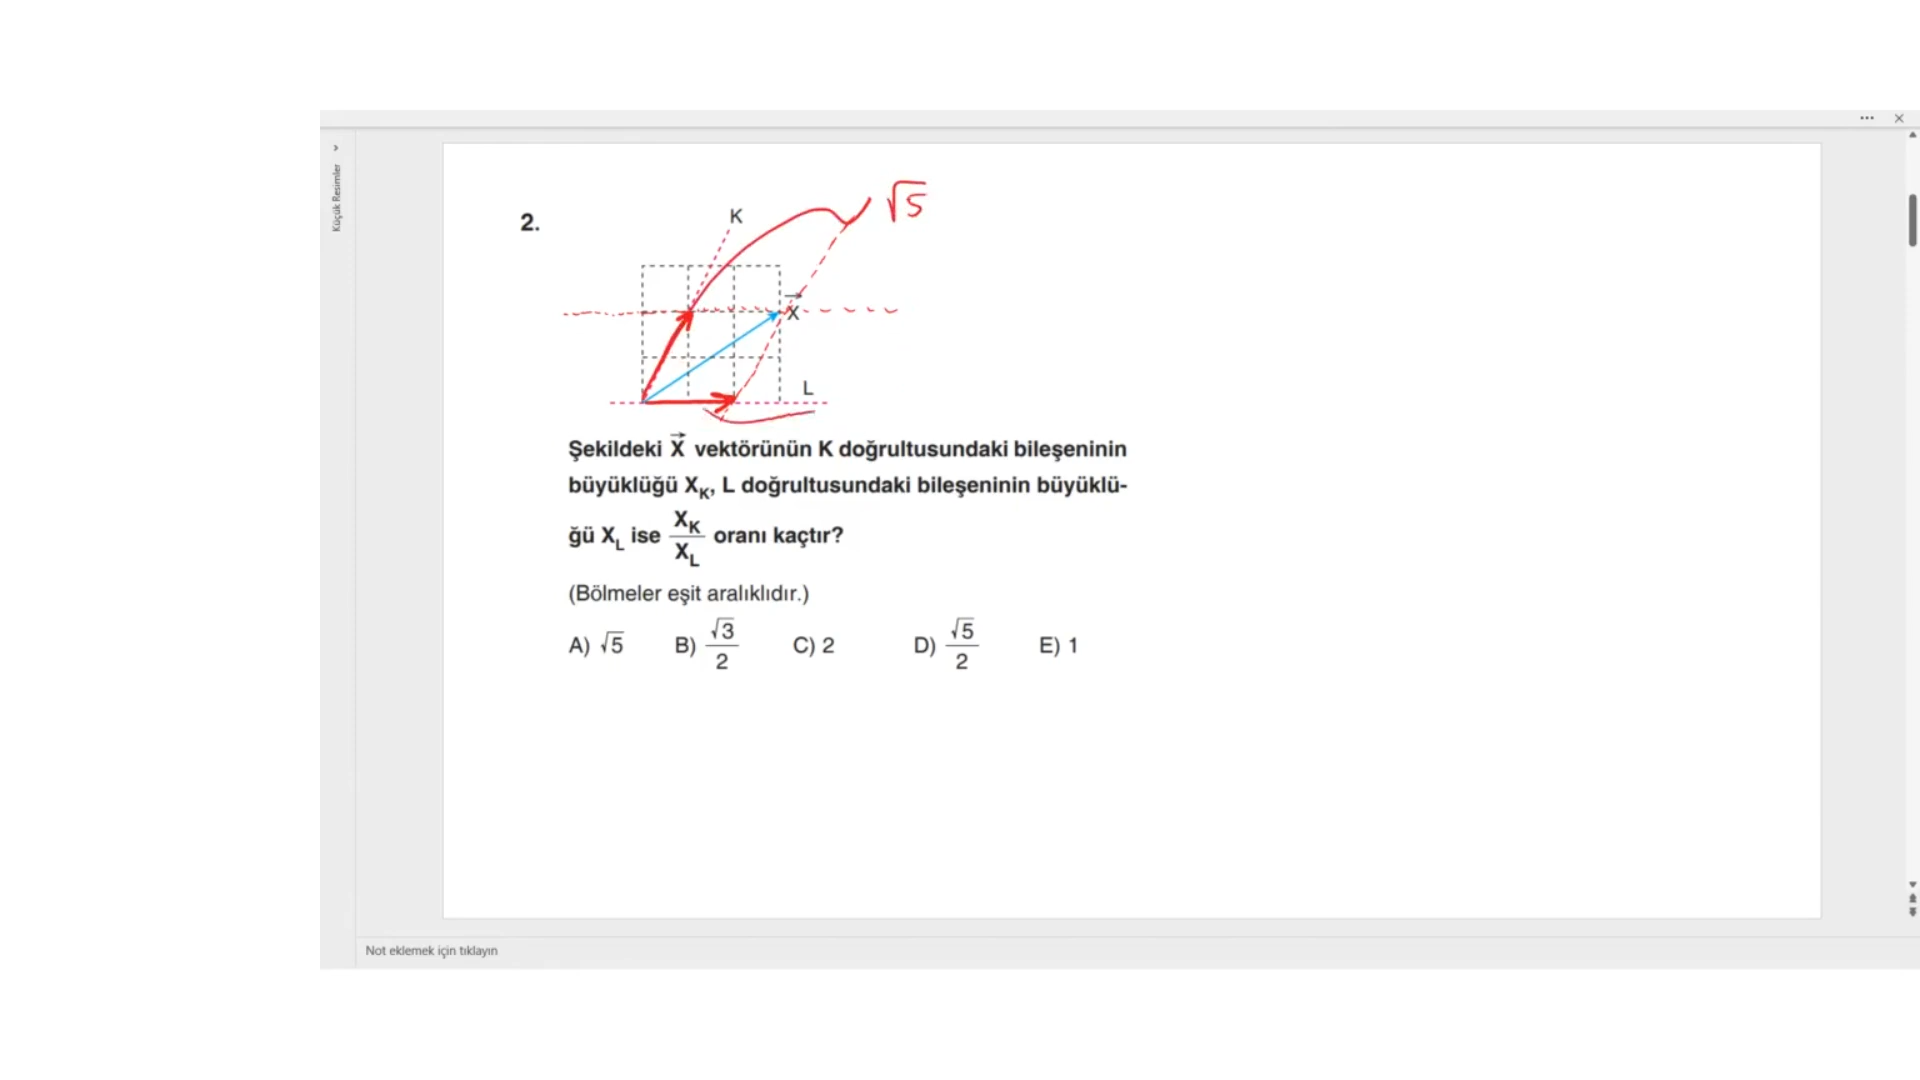 Küçük Resimler
2.
K
√5
X⃗
L
Şekildeki X⃗ vektörünün K doğrultusundaki bileşeninin
büyüklüğü X_K, L doğrultusundaki bileşeninin büyüklü-
ğü X_L ise X_K/X_L oranı kaçtır?
(Bölmeler eşit aralıklıdır.)
A) √5 B) √3/2 C) 2 D) √5/2 E) 1
Not eklemek için tıklayın